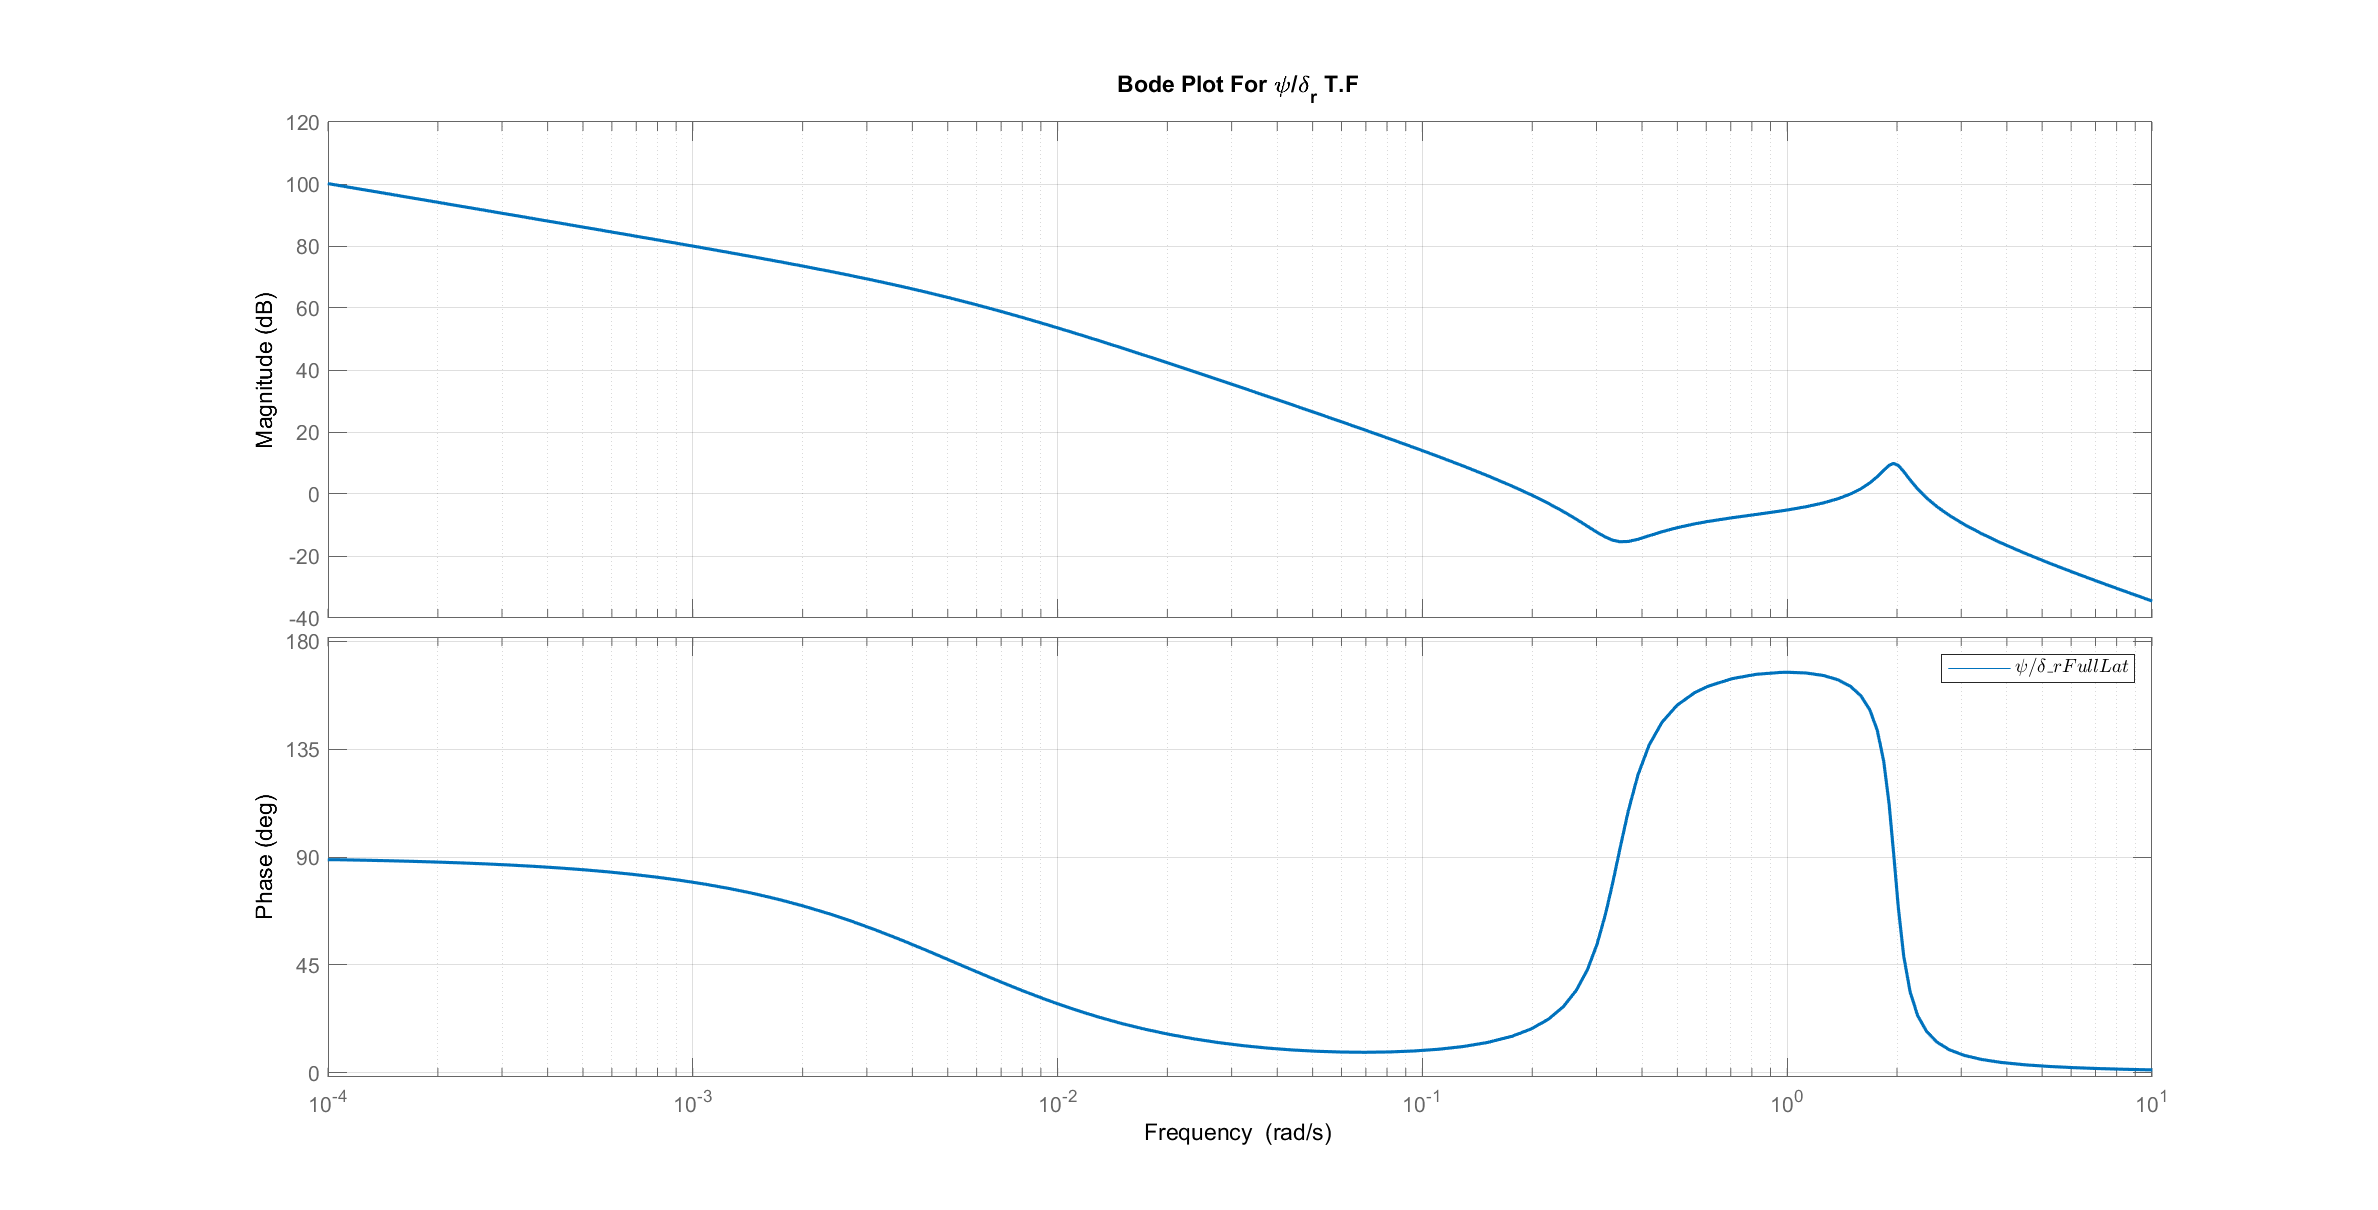 Bode Plot For ψ/δr T.F
120
100
80
60
40
20
0
-20
-40
Magnitude (dB)
180
135
90
45
0
Phase (deg)
ψ/δ_rFullLat
10-4 10-3 10-2 10-1 100 101
Frequency (rad/s)